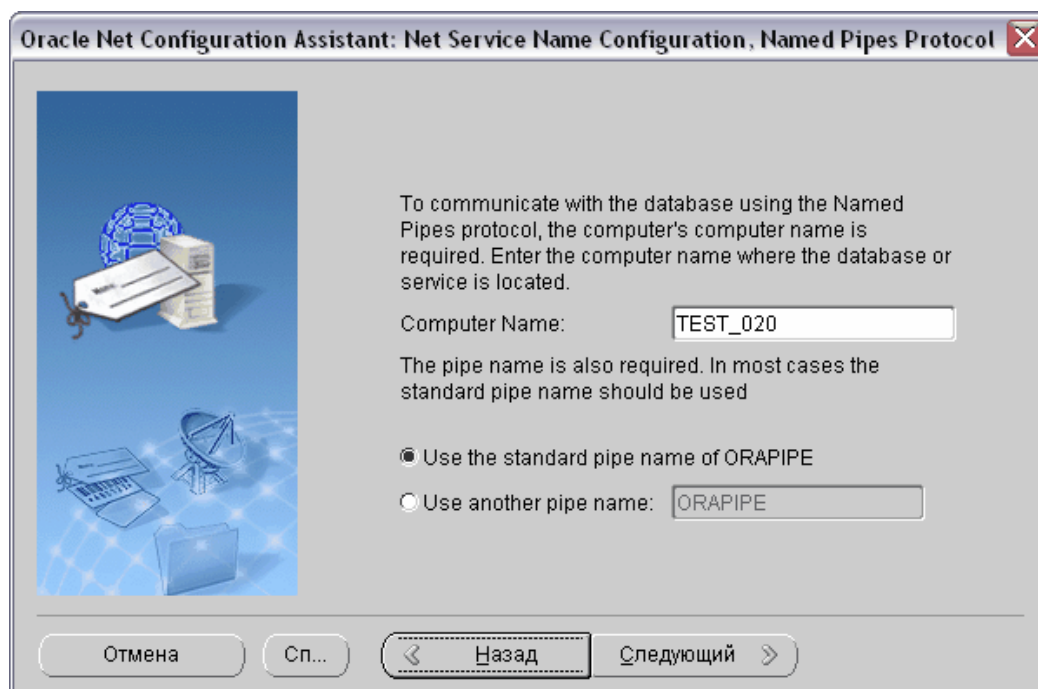 Oracle Net Configuration Assistant: Net Service Name Configuration, Named Pipes Protocol
To communicate with the database using the Named
Pipes protocol, the computer's computer name is
required. Enter the computer name where the database or
service is located.
Computer Name: TEST_020
The pipe name is also required. In most cases the
standard pipe name should be used
Use the standard pipe name of ORAPIPE
Use another pipe name: ORAPIPE
Отмена Сп... Назад Следующий